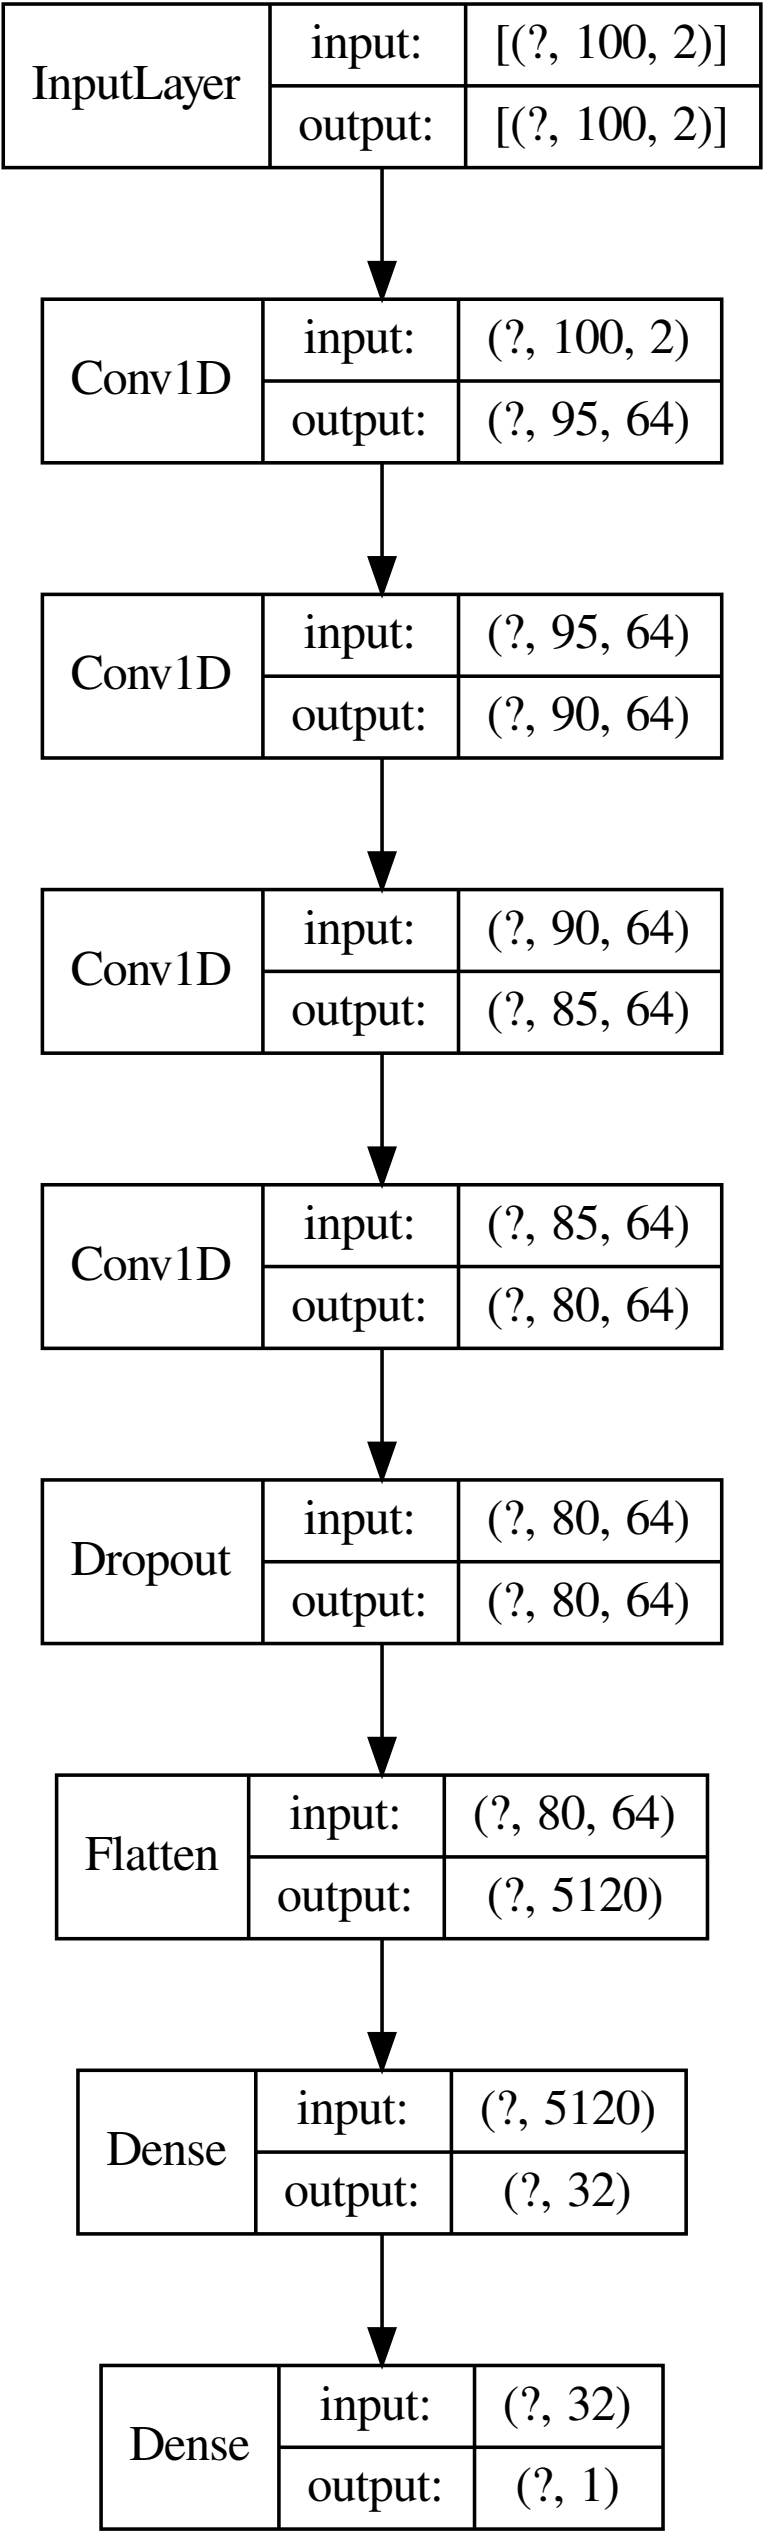 InputLayer
input: [(?, 100, 2)]
output: [(?, 100, 2)]
Conv1D
input: (?, 100, 2)
output: (?, 95, 64)
Conv1D
input: (?, 95, 64)
output: (?, 90, 64)
Conv1D
input: (?, 90, 64)
output: (?, 85, 64)
Conv1D
input: (?, 85, 64)
output: (?, 80, 64)
Dropout
input: (?, 80, 64)
output: (?, 80, 64)
Flatten
input: (?, 80, 64)
output: (?, 5120)
Dense
input: (?, 5120)
output: (?, 32)
Dense
input: (?, 32)
output: (?, 1)